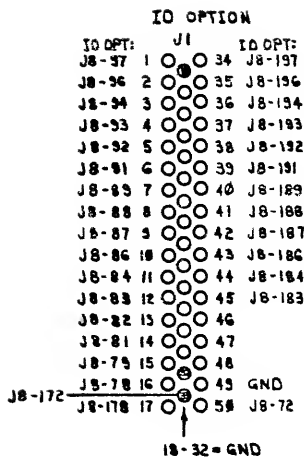 IO OPTION
IO OPT: J1 IO OPT:
J8-97 1 34 J8-197
J8-96 2 35 J8-196
J8-94 3 36 J8-194
J8-93 4 37 J8-193
J8-92 5 38 J8-192
J8-91 6 39 J8-191
J8-89 7 40 J8-189
J8-88 8 41 J8-188
J8-87 9 42 J8-187
J8-86 10 43 J8-186
J8-84 11 44 J8-184
J8-83 12 45 J8-183
J8-82 13 46
J8-81 14 47
J8-79 15 48
J8-78 16 49 GND
J8-172
J8-178 17 50 J8-72
18-32=GND